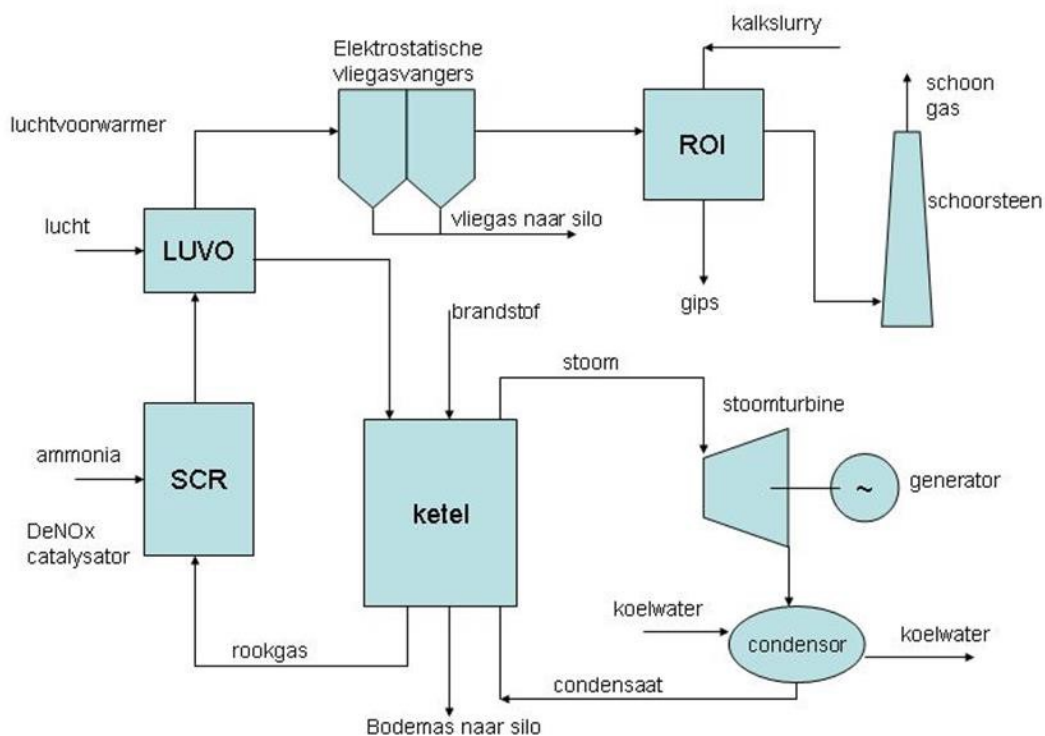 kalkslurry
Elektrostatische
vliegasvangers
schoon
gas
luchtvoorwarmer
ROI
schoorsteen
lucht
vliegas naar silo
LUVO
gips
brandstof
stoom
stoomturbine
ammonia
SCR
ketel
~
generator
DeNOx
catalysator
koelwater
condensor
koelwater
rookgas
condensaat
Bodemas naar silo